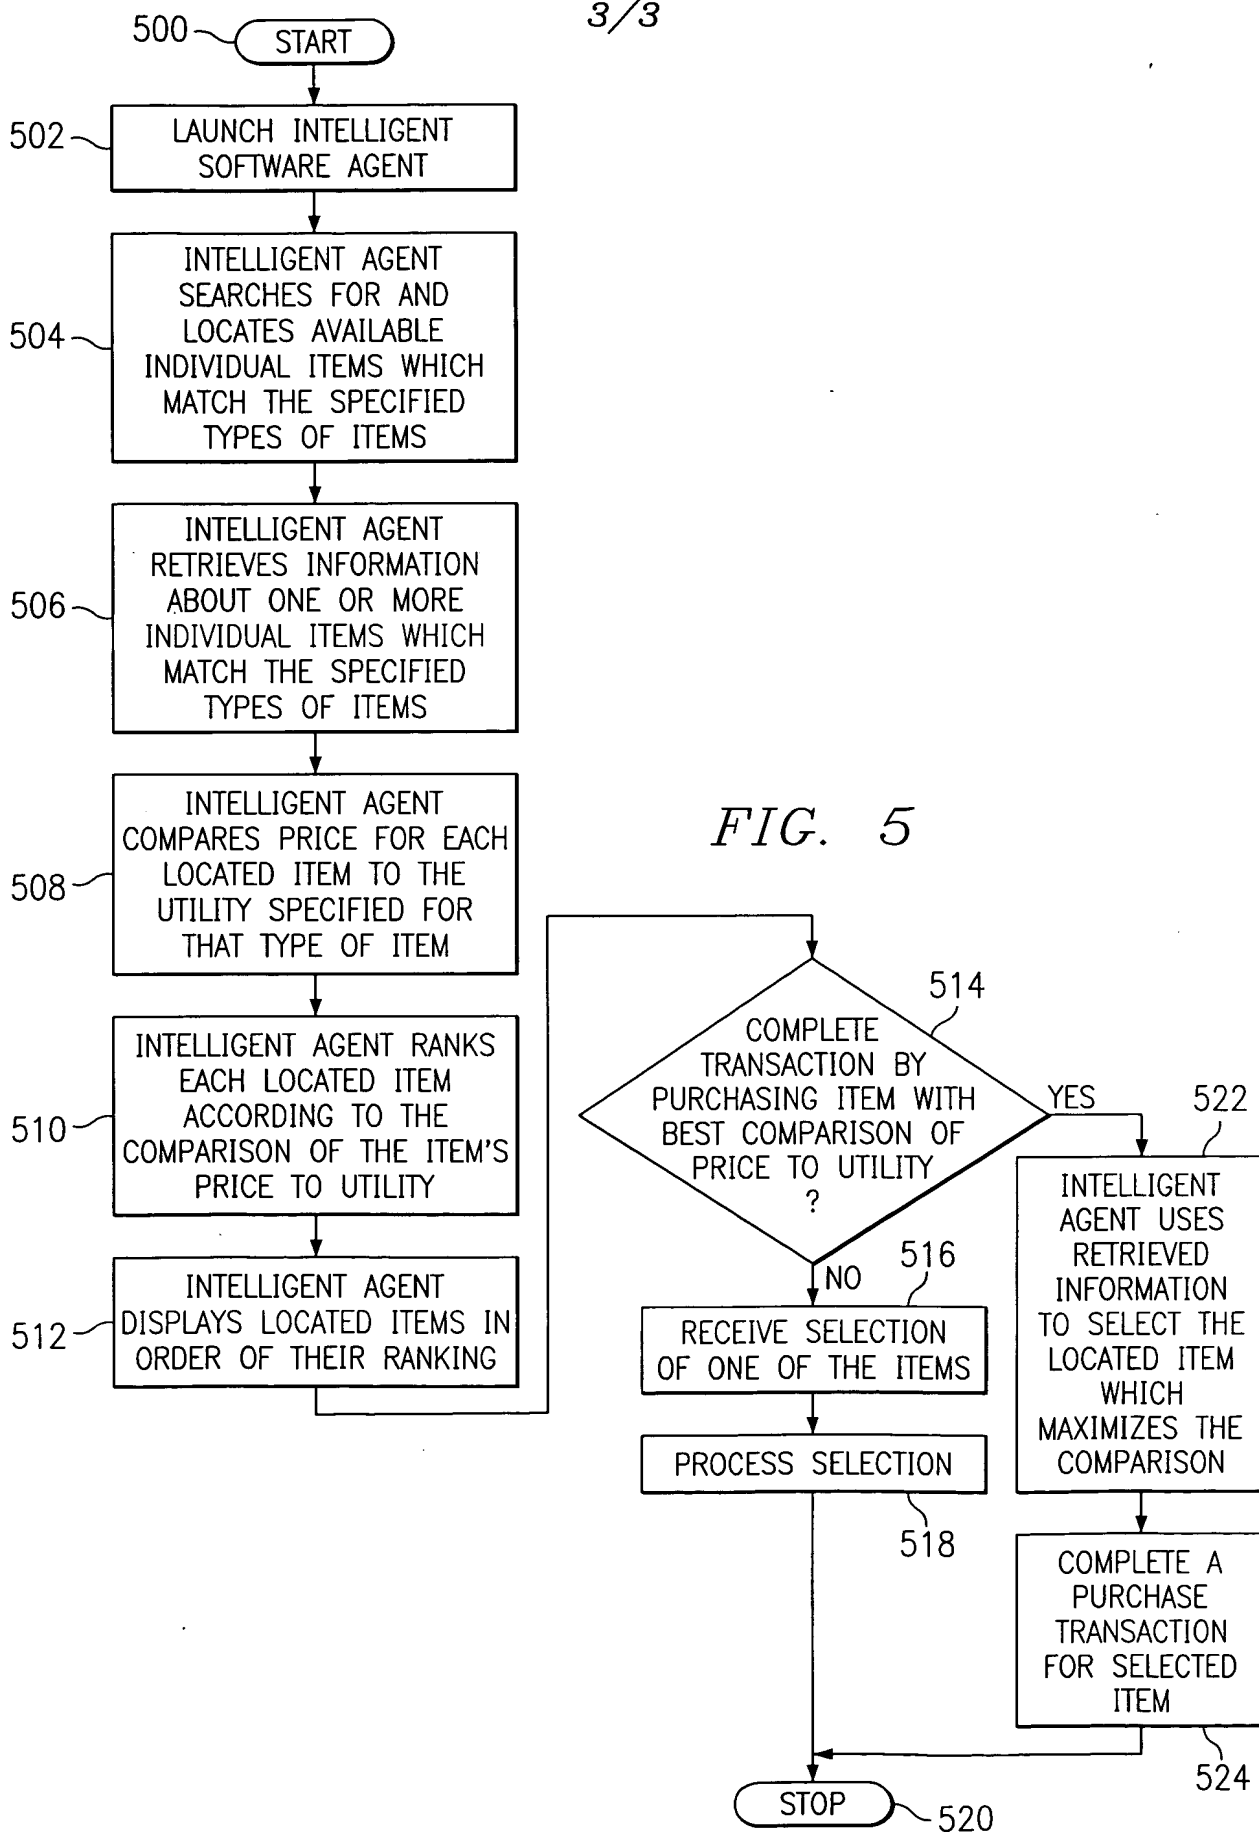 3/3
500
START
502
LAUNCH INTELLIGENT
SOFTWARE AGENT
504
INTELLIGENT AGENT
SEARCHES FOR AND
LOCATES AVAILABLE
INDIVIDUAL ITEMS WHICH
MATCH THE SPECIFIED
TYPES OF ITEMS
506
INTELLIGENT AGENT
RETRIEVES INFORMATION
ABOUT ONE OR MORE
INDIVIDUAL ITEMS WHICH
MATCH THE SPECIFIED
TYPES OF ITEMS
508
INTELLIGENT AGENT
COMPARES PRICE FOR EACH
LOCATED ITEM TO THE
UTILITY SPECIFIED FOR
THAT TYPE OF ITEM
510
INTELLIGENT AGENT RANKS
EACH LOCATED ITEM
ACCORDING TO THE
COMPARISON OF THE ITEM'S
PRICE TO UTILITY
512
INTELLIGENT AGENT
DISPLAYS LOCATED ITEMS IN
ORDER OF THEIR RANKING
FIG. 5
514
COMPLETE
TRANSACTION BY
PURCHASING ITEM WITH
BEST COMPARISON OF
PRICE TO UTILITY
?
YES
NO
516
RECEIVE SELECTION
OF ONE OF THE ITEMS
PROCESS SELECTION
518
522
INTELLIGENT
AGENT USES
RETRIEVED
INFORMATION
TO SELECT THE
LOCATED ITEM
WHICH
MAXIMIZES THE
COMPARISON
COMPLETE A
PURCHASE
TRANSACTION
FOR SELECTED
ITEM
524
STOP
520